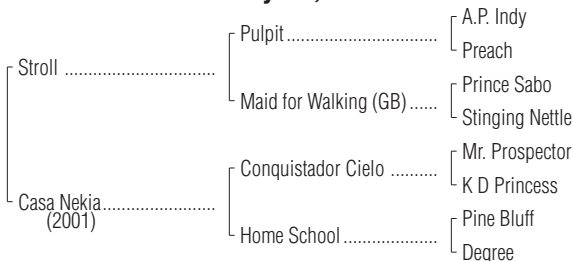 A.P. Indy
Pulpit
Preach
Stroll
Prince Sabo
Maid for Walking (GB)
Stinging Nettle
Mr. Prospector
Conquistador Cielo
K D Princess
Casa Nekia
(2001)
Pine Bluff
Home School
Degree